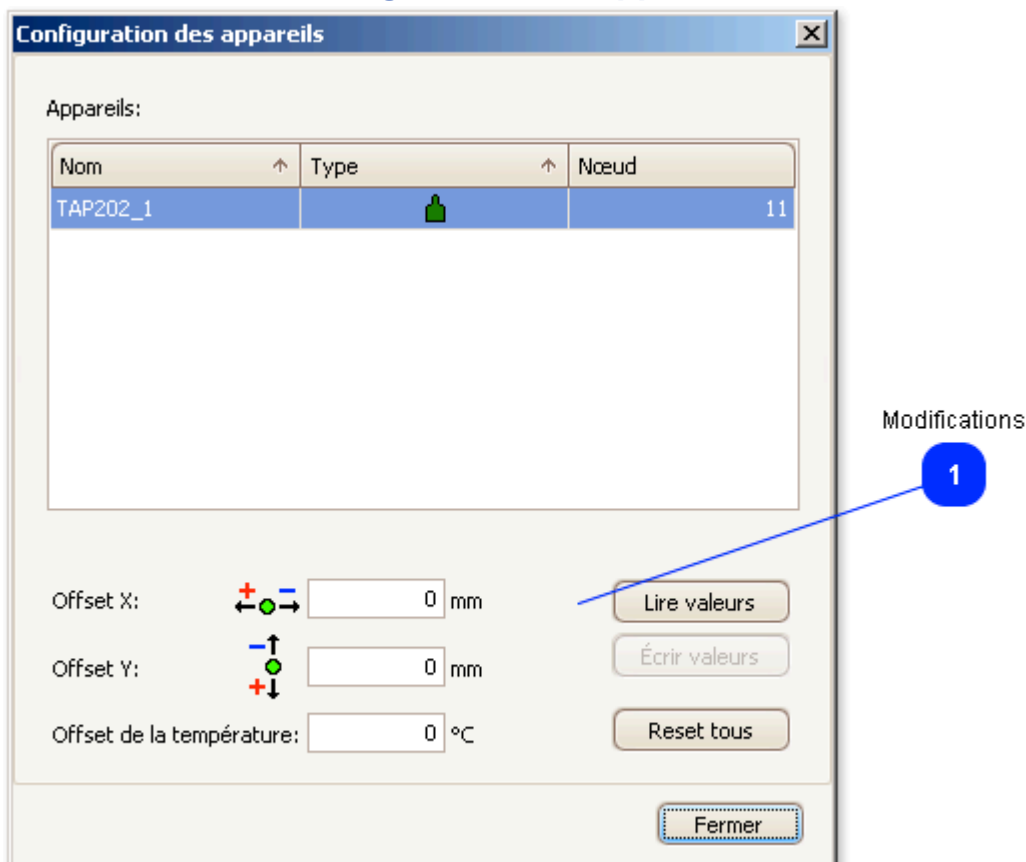 Configuration des appareils
Appareils:
Nom Type Nœud
TAP202_1 11
Modifications
1
Offset X: + - 0 mm Lire valeurs
Offset Y: - + 0 mm Écrir valeurs
Offset de la température: 0 °C Reset tous
Fermer